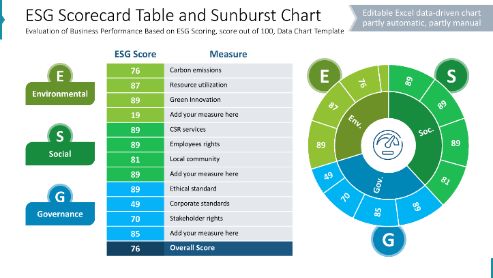 ESG Scorecard Table and Sunburst Chart
Evaluation of Business Performance Based on ESG Scoring, score out of 100, Data Chart Template
Editable Excel data-driven chart
partly automatic, partly manual
ESG Score Measure
E
Environmental
S
Social
G
Governance
76 Carbon emissions
87 Resource utilization
89 Green Innovation
19 Add your measure here
89 CSR services
89 Employees rights
81 Local community
89 Add your measure here
89 Ethical standard
49 Corporate standards
70 Stakeholder rights
85 Add your measure here
76 Overall Score
E
S
G
Env.
Soc.
Gov.
76
87
89
89
89
89
81
49
70
85
89